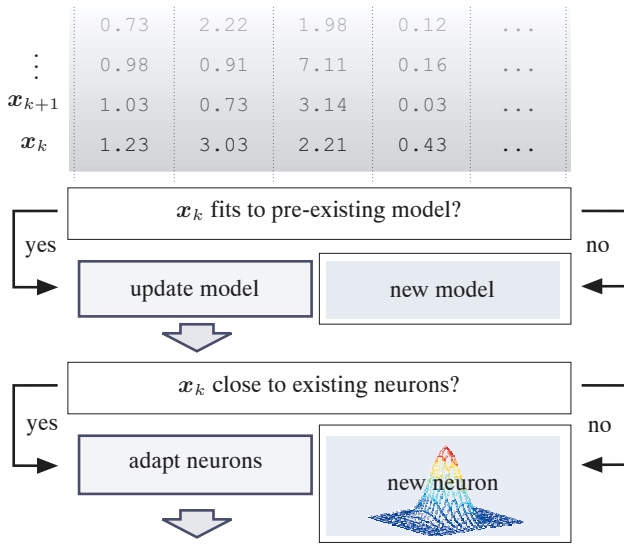 0.73 2.22 1.98 0.12 ...
⋮ 0.98 0.91 7.11 0.16 ...
x_{k+1} 1.03 0.73 3.14 0.03 ...
x_k 1.23 3.03 2.21 0.43 ...
x_k fits to pre-existing model?
yes
no
update model
new model
x_k close to existing neurons?
yes
no
adapt neurons
new neuron